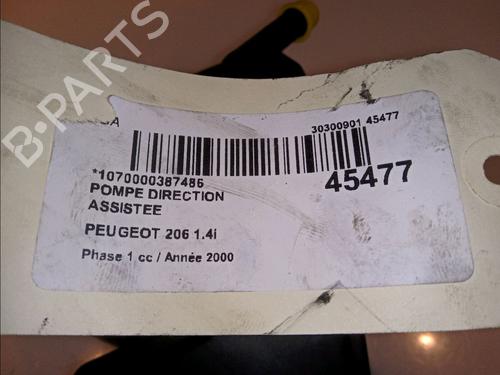 B-PARTS
30300901 45477
*1070000387486
45477
POMPE DIRECTION
ASSISTEE
PEUGEOT 206 1.4i
Phase 1 cc / Année 2000